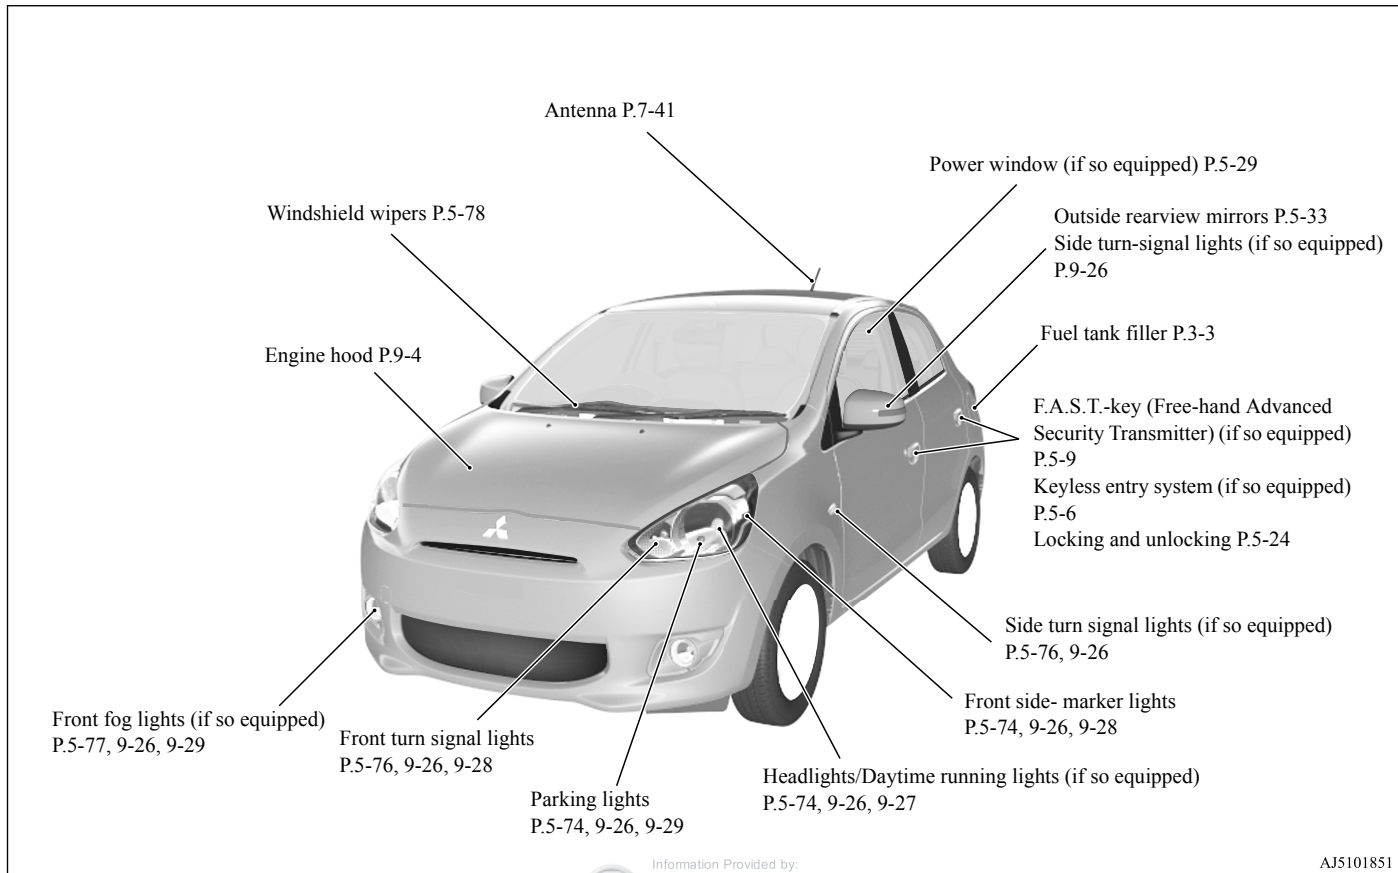 Antenna P.7-41
Power window (if so equipped) P.5-29
Windshield wipers P.5-78
Outside rearview mirrors P.5-33
Side turn-signal lights (if so equipped)
P.9-26
Fuel tank filler P.3-3
Engine hood P.9-4
F.A.S.T.-key (Free-hand Advanced
Security Transmitter) (if so equipped)
P.5-9
Keyless entry system (if so equipped)
P.5-6
Locking and unlocking P.5-24
Side turn signal lights (if so equipped)
P.5-76, 9-26
Front side- marker lights
P.5-74, 9-26, 9-28
Front fog lights (if so equipped)
P.5-77, 9-26, 9-29
Front turn signal lights
P.5-76, 9-26, 9-28
Headlights/Daytime running lights (if so equipped)
P.5-74, 9-26, 9-27
Parking lights
P.5-74, 9-26, 9-29
Information Provided by:
AJ5101851